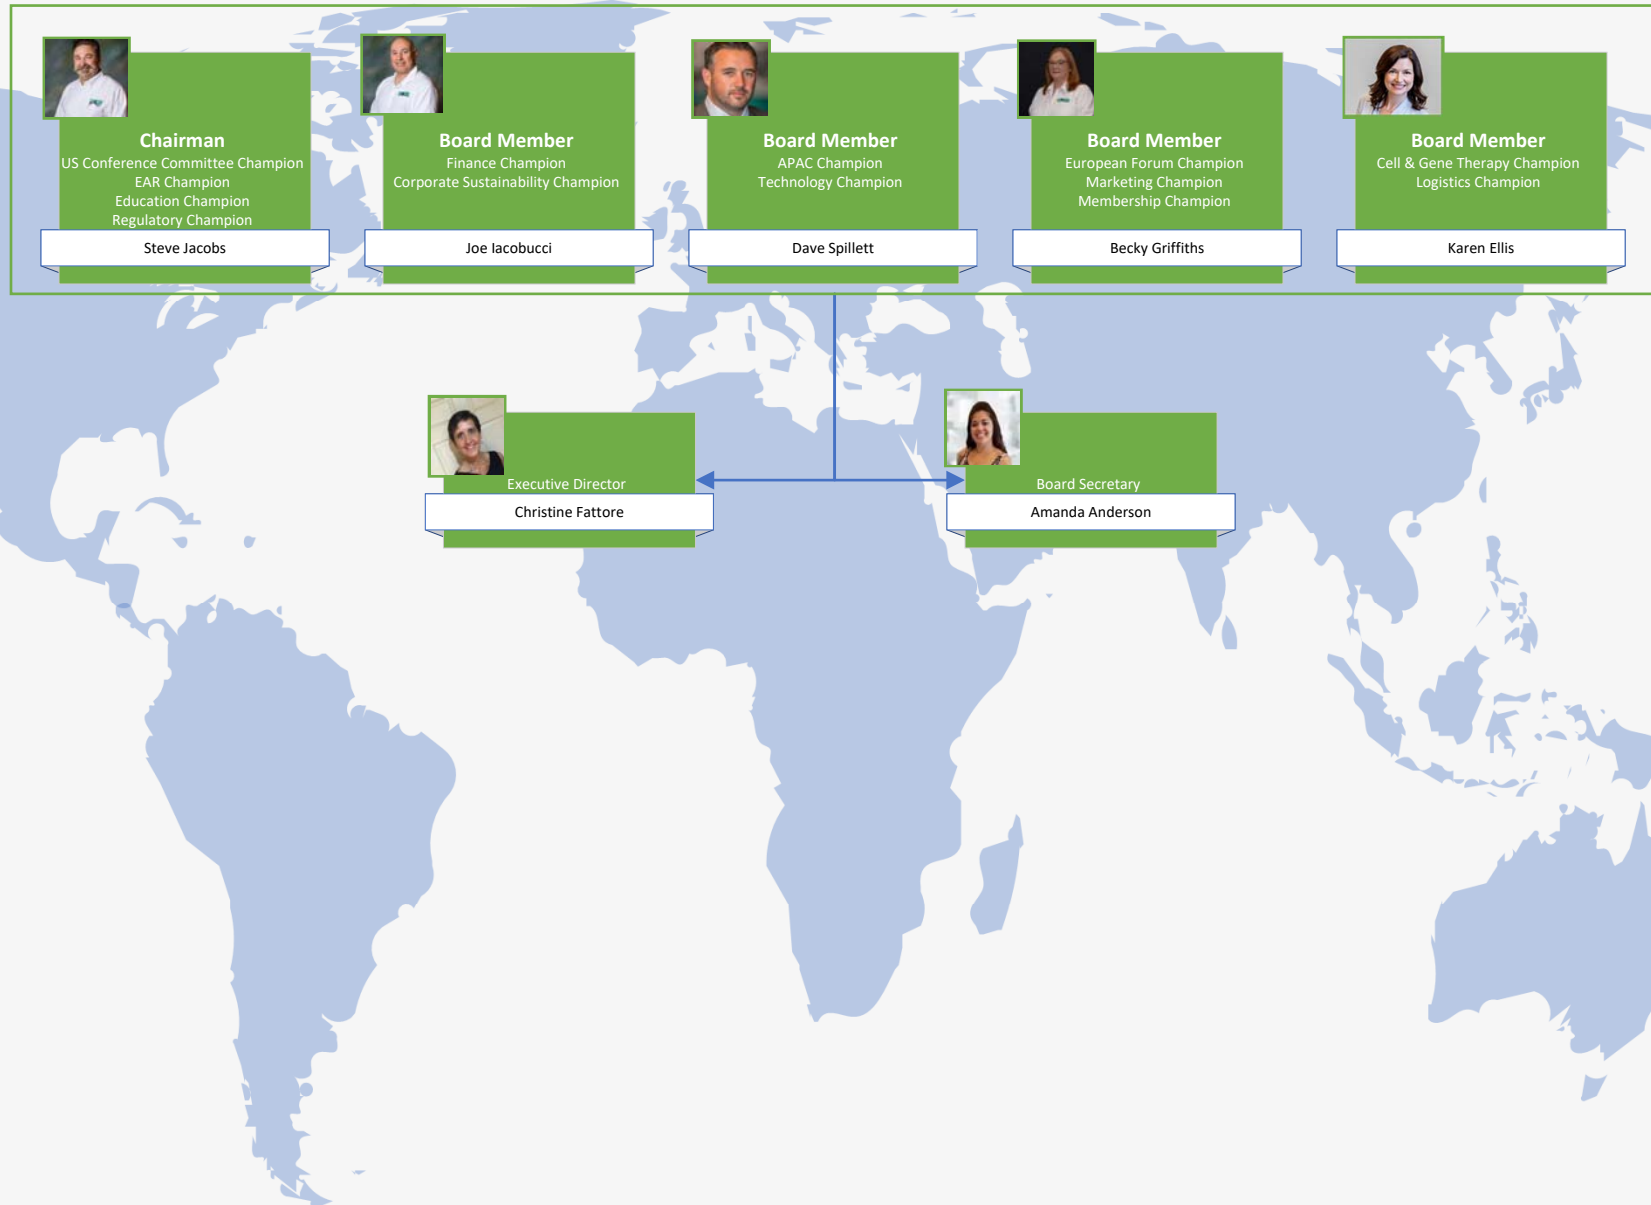 Chairman
US Conference Committee Champion
EAR Champion
Education Champion
Regulatory Champion
Steve Jacobs
Board Member
Finance Champion
Corporate Sustainability Champion
Joe Iacobucci
Board Member
APAC Champion
Technology Champion
Dave Spillett
Board Member
European Forum Champion
Marketing Champion
Membership Champion
Becky Griffiths
Board Member
Cell & Gene Therapy Champion
Logistics Champion
Karen Ellis
Executive Director
Christine Fattore
Board Secretary
Amanda Anderson